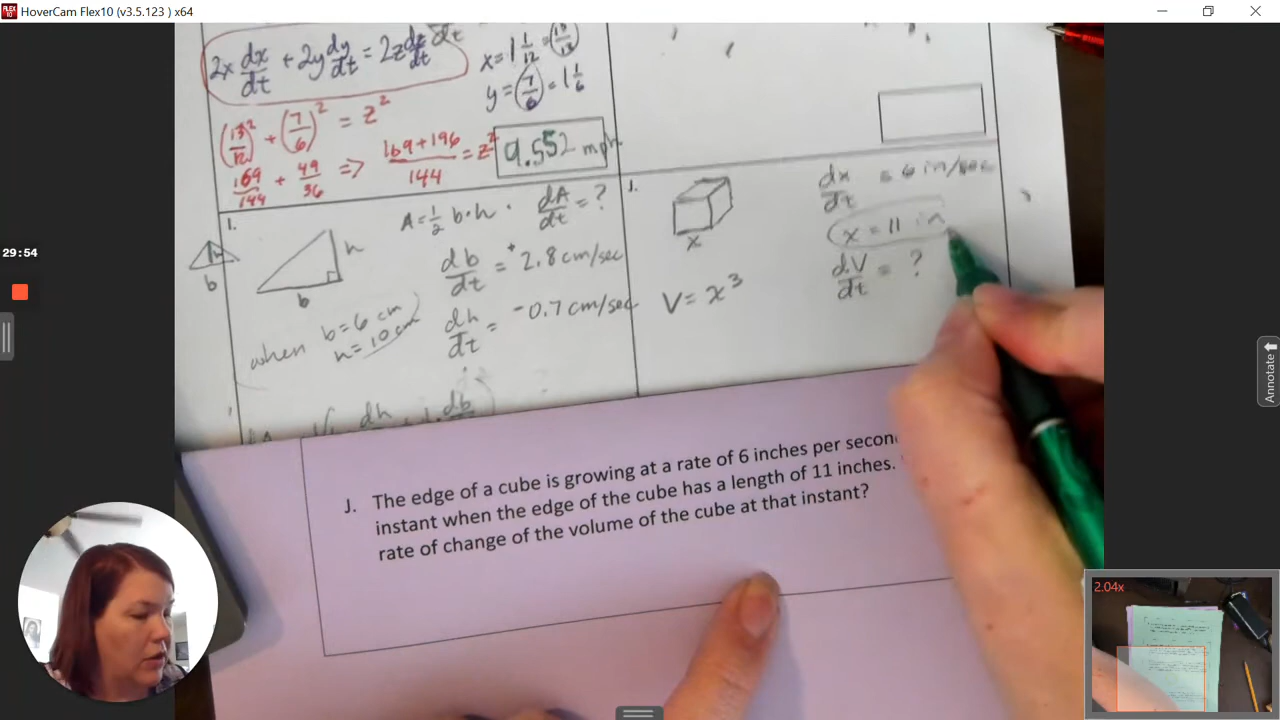 HoverCam Flex10 (v3.5.123 ) x64
2x dx/dt + 2y dy/dt = 2z dz/dt
x = 1 1/12 = (13/12)
y = (7/6) = 1 1/6
(13/12)² + (7/6)² = z²
169/144 + 49/36 => 169+196/144 = z²
9.552 mph
1.
A = 1/2 b·h · dA/dt = ?
h
b
h
b
db/dt = +2.8 cm/sec
when b = 6 cm
h = 10 cm
dh/dt = -0.7 cm/sec
dh
db
J.
x
dx/dt = 6 in/sec
x = 11 in
dV/dt = ?
V = x³
J. The edge of a cube is growing at a rate of 6 inches per secon
instant when the edge of the cube has a length of 11 inches.
rate of change of the volume of the cube at that instant?
29:54
Annotate
2.04x